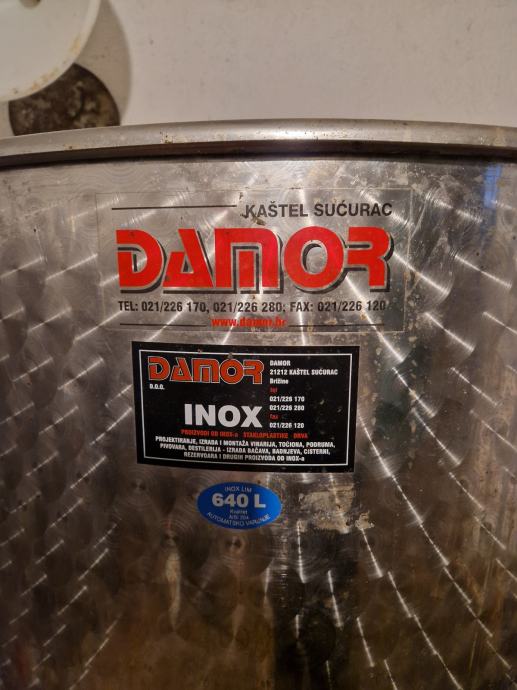 KAŠTEL SUĆURAC
DAMOR
TEL: 021/226 170, 021/226 280; FAX: 021/226 120
www.damor.hr
DAMOR
D.O.O.
DAMOR
21212 KAŠTEL SUĆURAC
Brižine
tel
021/226 170
021/226 280
fax
021/226 120
INOX
PROIZVODI OD INOX-a STAKLOPLASTIKE DRVA
PROJEKTIRANJE, IZRADA I MONTAŽA VINARIJA, TOČIONA, PODRUMA,
PIVOVARA, DESTILERIJA - IZRADA BAČAVA, BADNJEVA, CISTERNI,
REZERVOARA I DRUGIH PROIZVODA OD INOX-a
INOX LIM
640 L
Kvalitet
AISI 304
AUTOMATSKO VARENJE